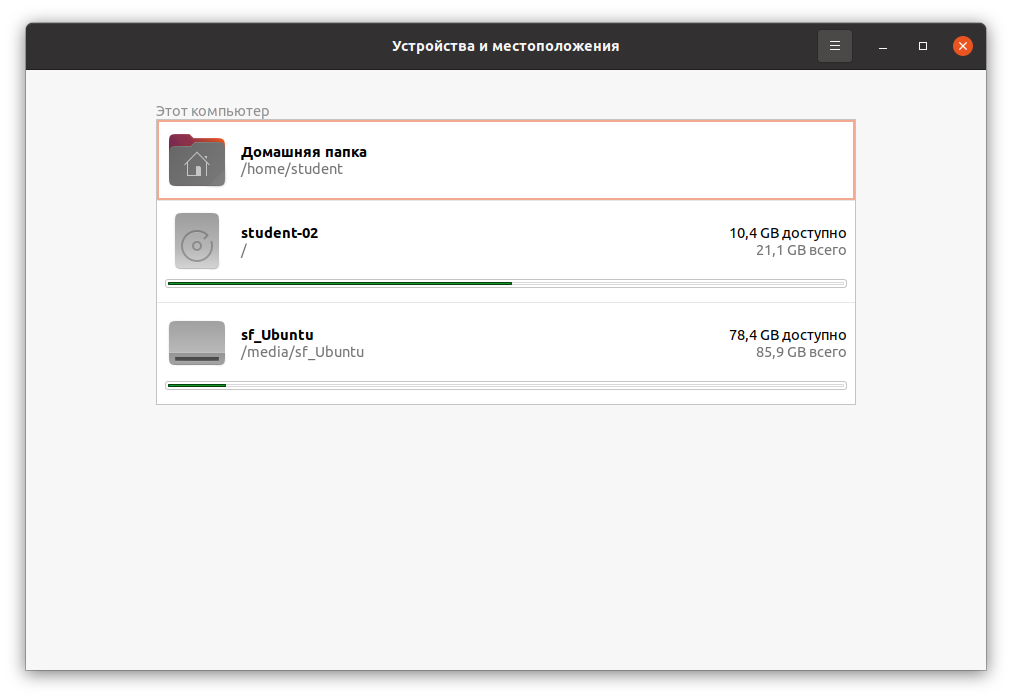 Устройства и местоположения
Этот компьютер
Домашняя папка
/home/student
student-02
10,4 GB доступно
/
21,1 GB всего
sf_Ubuntu
78,4 GB доступно
/media/sf_Ubuntu
85,9 GB всего